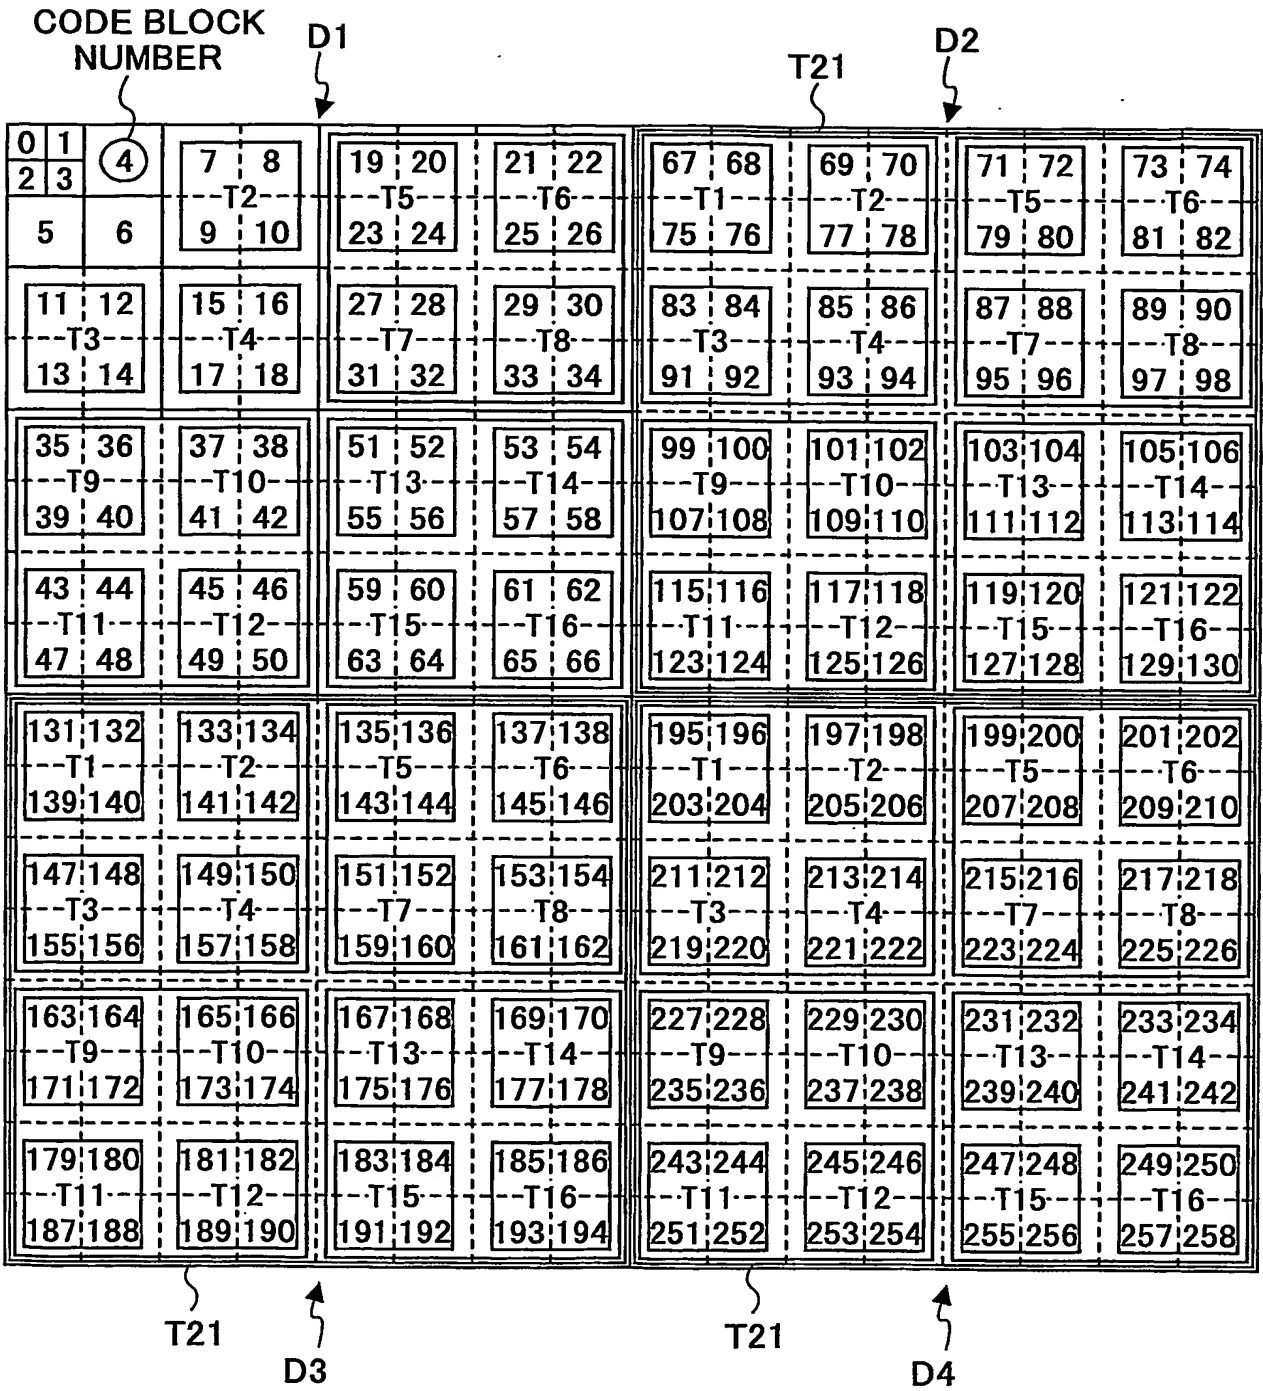 CODE BLOCK
NUMBER
D1
T21
D2
0 1
4
7 8 19 20 21 22 67 68 69 70 71 72 73 74
2 3
T2 T5 T6 T1 T2 T5 T6
5 6 9 10 23 24 25 26 75 76 77 78 79 80 81 82
11 12 15 16 27 28 29 30 83 84 85 86 87 88 89 90
T3 T4 T7 T8 T3 T4 T7 T8
13 14 17 18 31 32 33 34 91 92 93 94 95 96 97 98
35 36 37 38 51 52 53 54 99 100 101 102 103 104 105 106
T9 T10 T13 T14 T9 T10 T13 T14
39 40 41 42 55 56 57 58 107 108 109 110 111 112 113 114
43 44 45 46 59 60 61 62 115 116 117 118 119 120 121 122
T11 T12 T15 T16 T11 T12 T15 T16
47 48 49 50 63 64 65 66 123 124 125 126 127 128 129 130
131 132 133 134 135 136 137 138 195 196 197 198 199 200 201 202
T1 T2 T5 T6 T1 T2 T5 T6
139 140 141 142 143 144 145 146 203 204 205 206 207 208 209 210
147 148 149 150 151 152 153 154 211 212 213 214 215 216 217 218
T3 T4 T7 T8 T3 T4 T7 T8
155 156 157 158 159 160 161 162 219 220 221 222 223 224 225 226
163 164 165 166 167 168 169 170 227 228 229 230 231 232 233 234
T9 T10 T13 T14 T9 T10 T13 T14
171 172 173 174 175 176 177 178 235 236 237 238 239 240 241 242
179 180 181 182 183 184 185 186 243 244 245 246 247 248 249 250
T11 T12 T15 T16 T11 T12 T15 T16
187 188 189 190 191 192 193 194 251 252 253 254 255 256 257 258
T21
D3
T21
D4